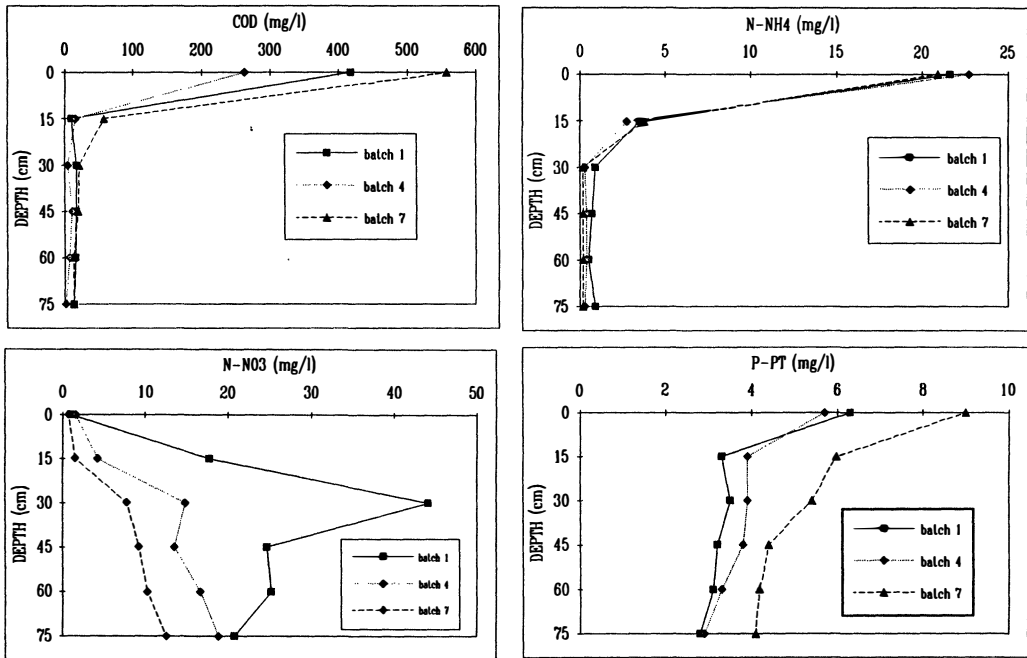 COD (mg/l)
0 100 200 300 400 500 600
0
15
30
45
60
75
DEPTH (cm)
batch 1
batch 4
batch 7
N-NH4 (mg/l)
0 5 10 15 20 25
0
15
30
45
60
75
DEPTH (cm)
batch 1
batch 4
batch 7
N-NO3 (mg/l)
0 10 20 30 40 50
0
15
30
45
60
75
DEPTH (cm)
batch 1
batch 4
batch 7
P-PT (mg/l)
0 2 4 6 8 10
0
15
30
45
60
75
DEPTH (cm)
batch 1
batch 4
batch 7